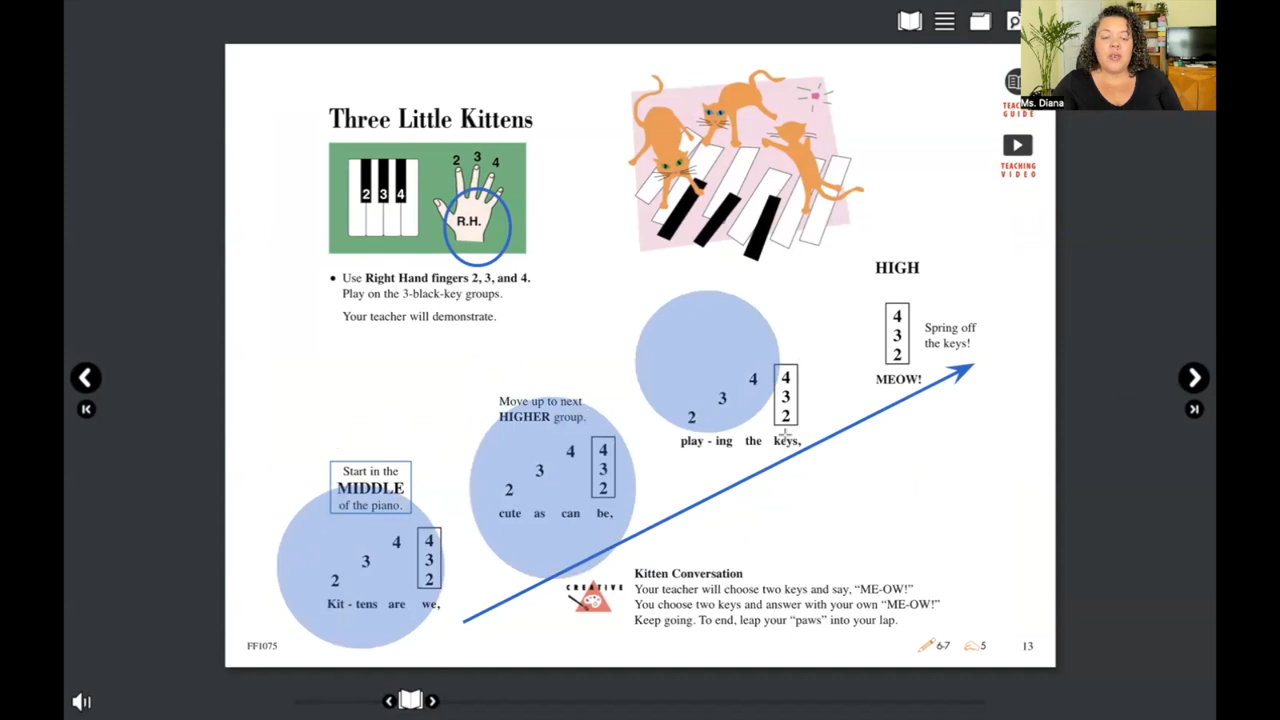 Ms. Diana
TEACHING
GUIDE
TEACHING
VIDEO
Three Little Kittens
2 3 4
2 3 4
R.H.
• Use Right Hand fingers 2, 3, and 4.
Play on the 3-black-key groups.
Your teacher will demonstrate.
HIGH
4
3
2
Spring off
the keys!
MEOW!
Start in the
MIDDLE
of the piano.
2 3 4
4
3
2
Kit - tens are we,
Move up to next
HIGHER group.
2 3 4
4
3
2
cute as can be,
2 3 4
4
3
2
play - ing the keys,
CREATIVE
Kitten Conversation
Your teacher will choose two keys and say, “ME-OW!”
You choose two keys and answer with your own “ME-OW!”
Keep going. To end, leap your “paws” into your lap.
FF1075
6-7
5
13